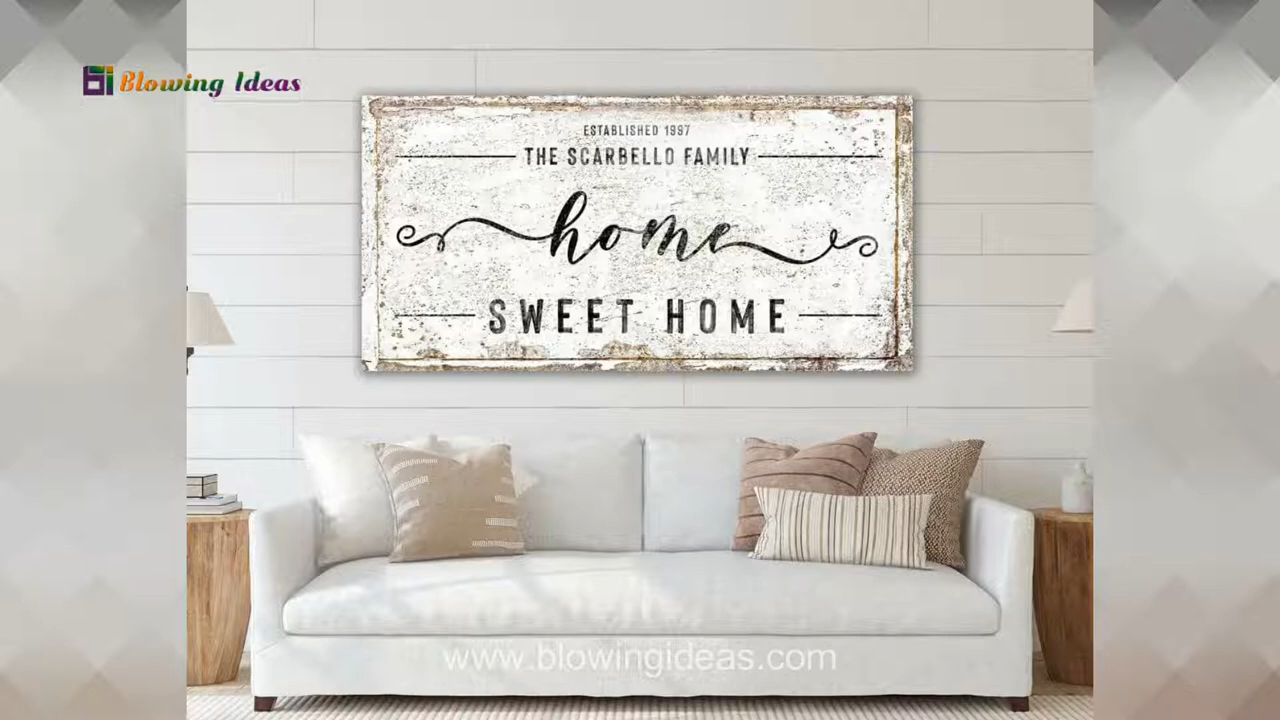 Blowing Ideas
ESTABLISHED 1997
THE SCARBELLO FAMILY
home
SWEET HOME
www.blowingideas.com